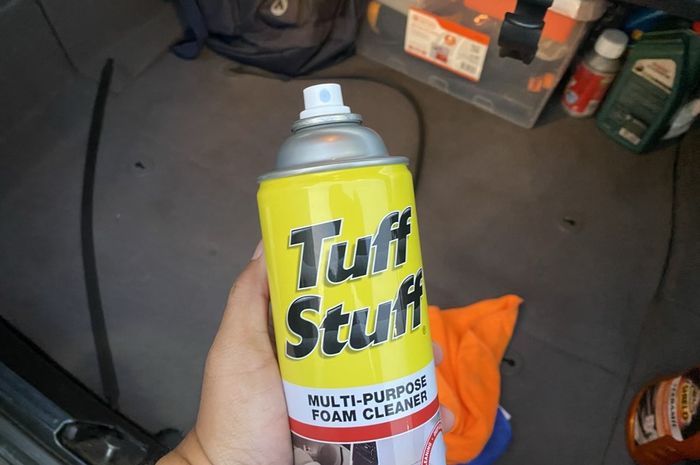 Tuff
Stuff
MULTI-PURPOSE
FOAM CLEANER